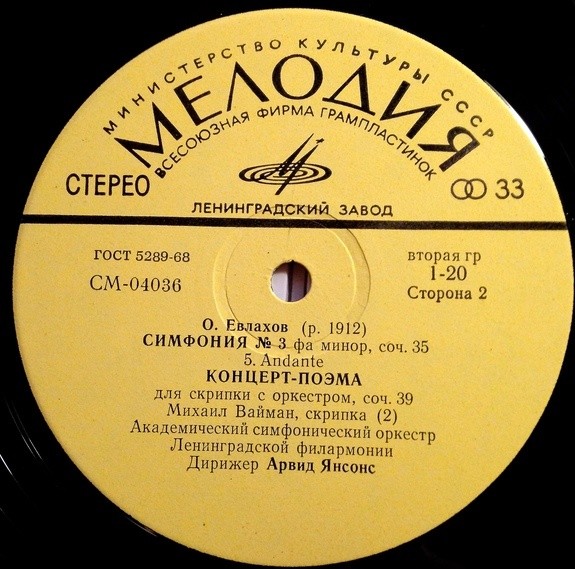 МИНИСТЕРСТВО КУЛЬТУРЫ СССР
МЕЛОДИЯ
ВСЕСОЮЗНАЯ ФИРМА ГРАМПЛАСТИНОК
СТЕРЕО
33
ЛЕНИНГРАДСКИЙ ЗАВОД
ГОСТ 5289-68
СМ-04036
вторая гр
1-20
Сторона 2
О. Евлахов (р. 1912)
СИМФОНИЯ № 3 фа минор, соч. 35
5. Andante
КОНЦЕРТ-ПОЭМА
для скрипки с оркестром, соч. 39
Михаил Вайман, скрипка (2)
Академический симфонический оркестр
Ленинградской филармонии
Дирижер Арвид Янсонс